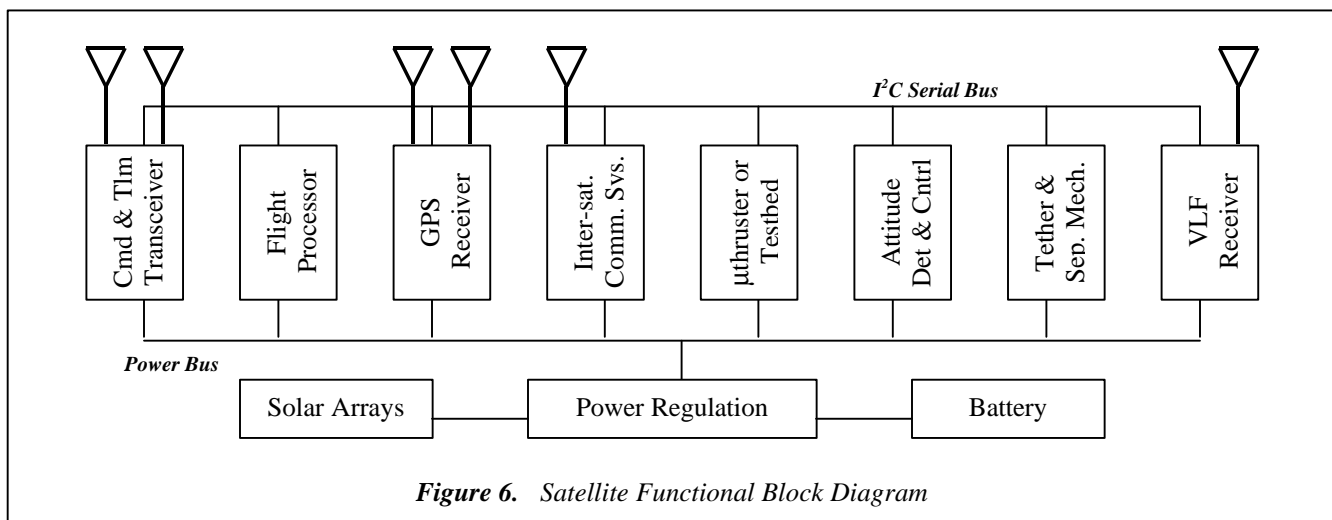 I²C Serial Bus
Cmd & Tlm
Transceiver
Flight
Processor
GPS
Receiver
Inter-sat.
Comm. Svs.
μthruster or
Testbed
Attitude
Det & Cntrl
Tether &
Sep. Mech.
VLF
Receiver
Power Bus
Solar Arrays
Power Regulation
Battery
Figure 6. Satellite Functional Block Diagram